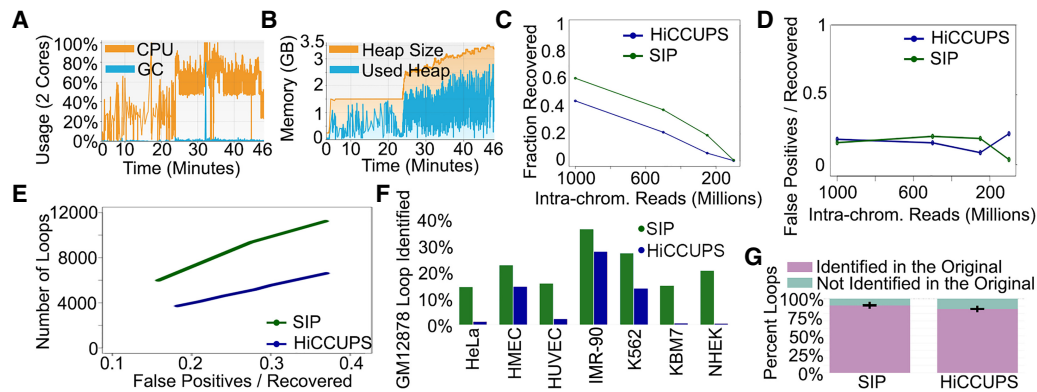 A
Usage (2 Cores)
100%
80%
60%
40%
20%
0%
CPU
GC
0 10 20 30 40 46
Time (Minutes)
B
Memory (GB)
3.5
3
2
1
0
Heap Size
Used Heap
0 10 20 30 40 46
Time (Minutes)
C
Fraction Recovered
1
0.8
0.6
0.4
0.2
0
HiCCUPS
SIP
1000 600 200
Intra-chrom. Reads (Millions)
D
False Positives / Recovered
1
0.5
0
HiCCUPS
SIP
1000 600 200
Intra-chrom. Reads (Millions)
E
Number of Loops
12000
8000
4000
0
SIP
HiCCUPS
0.1 0.2 0.3 0.4
False Positives / Recovered
F
GM12878 Loop Identified
40%
30%
20%
10%
0%
SIP
HiCCUPS
HeLa
HMEC
HUVEC
IMR-90
K562
KBM7
NHEK
G
Identified in the Original
Not Identified in the Original
Percent Loops
100%
75%
50%
25%
0%
SIP HiCCUPS